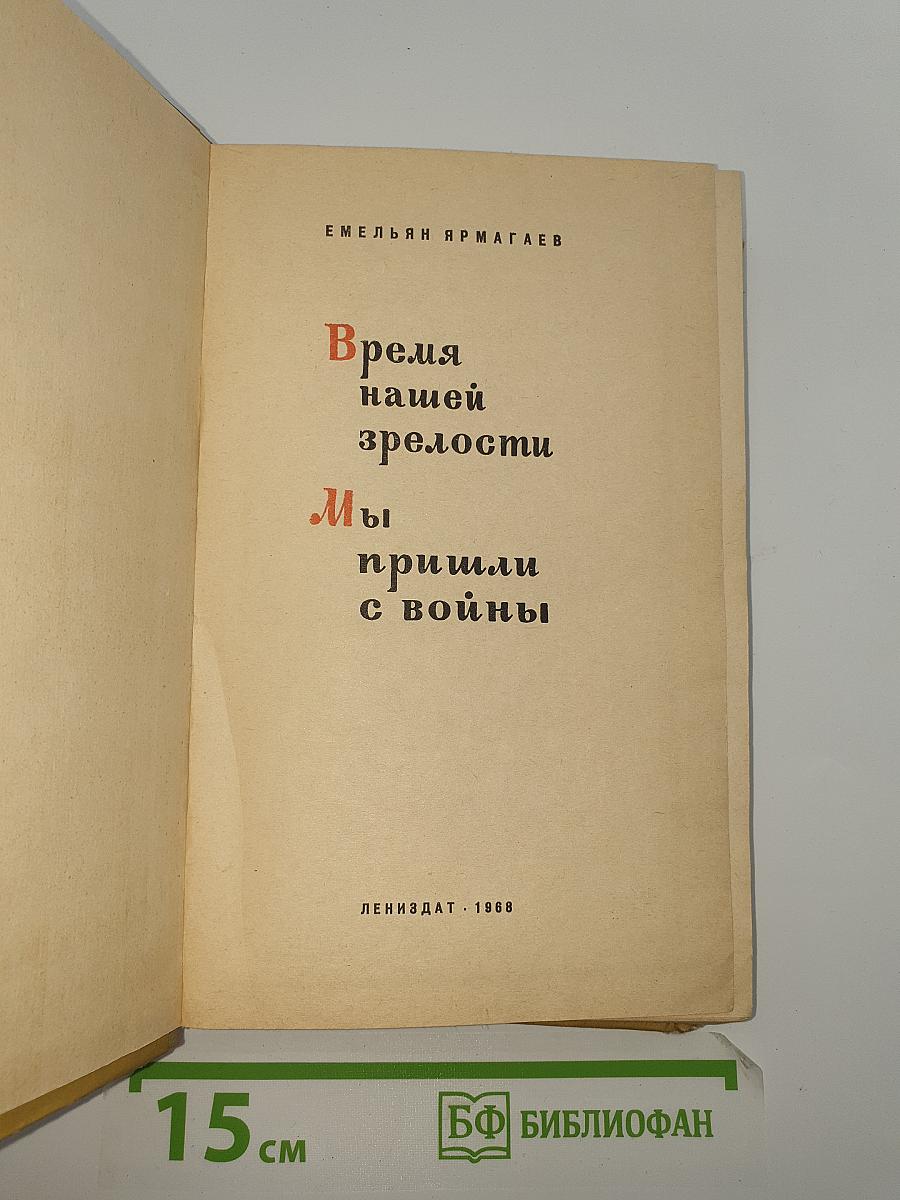 ЕМЕЛЬЯН ЯРМАГАЕВ
Время
нашей
зрелости
Мы
пришли
с войны
ЛЕНИЗДАТ · 1968
15 см
БФ БИБЛИОФАН